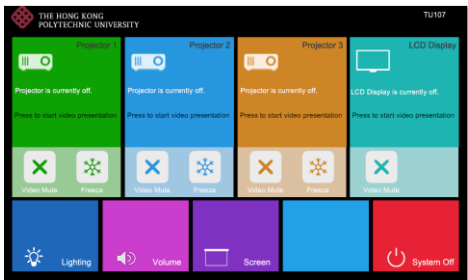 THE HONG KONG
POLYTECHNIC UNIVERSITY
TU107
Projector 1
Projector is currently off.
Press to start video presentation
Video Mute
Freeze
Projector 2
Projector is currently off.
Press to start video presentation
Video Mute
Freeze
Projector 3
Projector is currently off.
Press to start video presentation
Video Mute
Freeze
LCD Display
LCD Display is currently off.
Press to start video presentation
Video Mute
Lighting
Volume
Screen
System Off